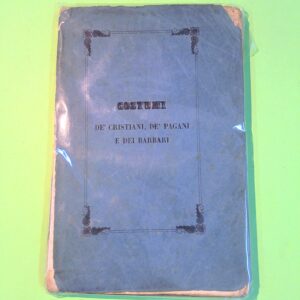 COSTUMI
DE' CRISTIANI, DE' PAGANI
E DEI BARBARI